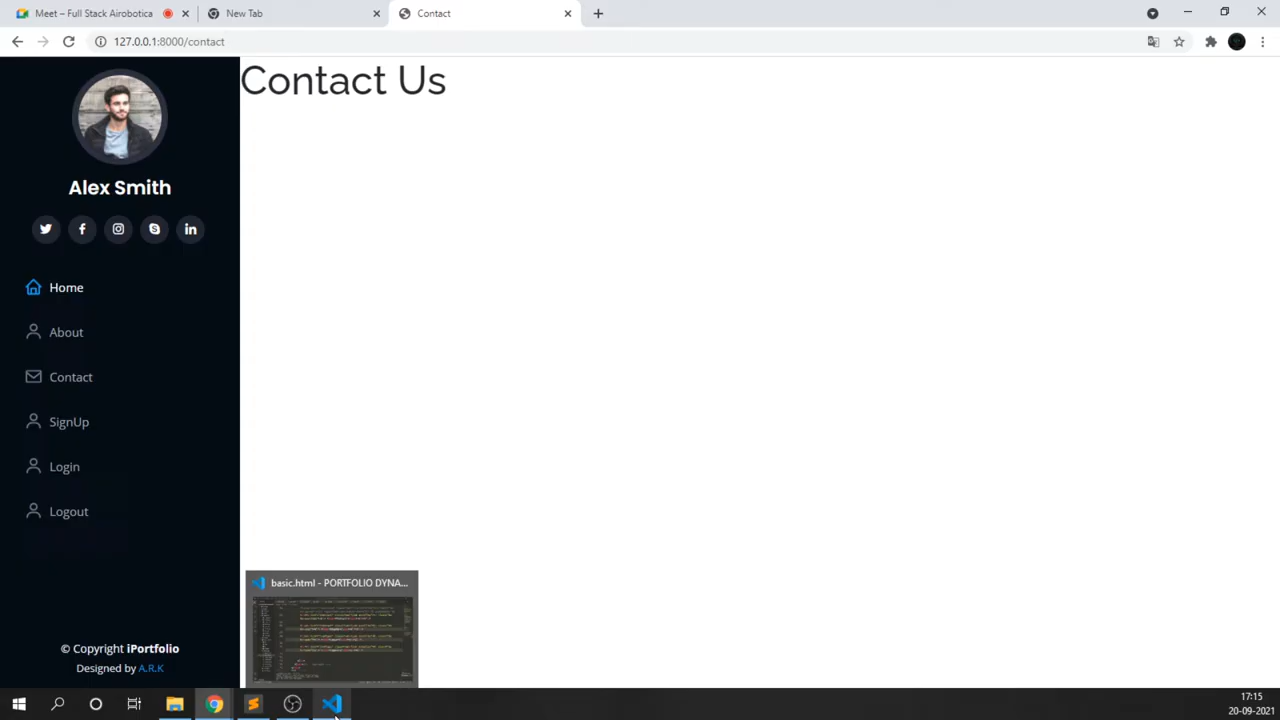 Meet – Full Stack Airobotica
New Tab
Contact
127.0.0.1:8000/contact
Contact Us
Alex Smith
Home
About
Contact
SignUp
Login
Logout
© Copyright iPortfolio
Designed by A.R.K
basic.html - PORTFOLIO DYNA...
17:15
20-09-2021